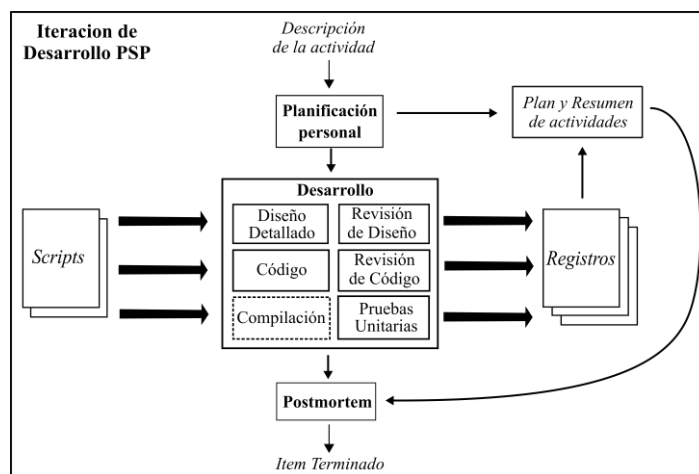 Iteracion de
Desarrollo PSP
Descripción
de la actividad
Planificación
personal
Plan y Resumen
de actividades
Desarrollo
Diseño
Detallado
Revisión
de Diseño
Scripts
Código
Revisión
de Código
Registros
Compilación
Pruebas
Unitarias
Postmortem
Item Terminado